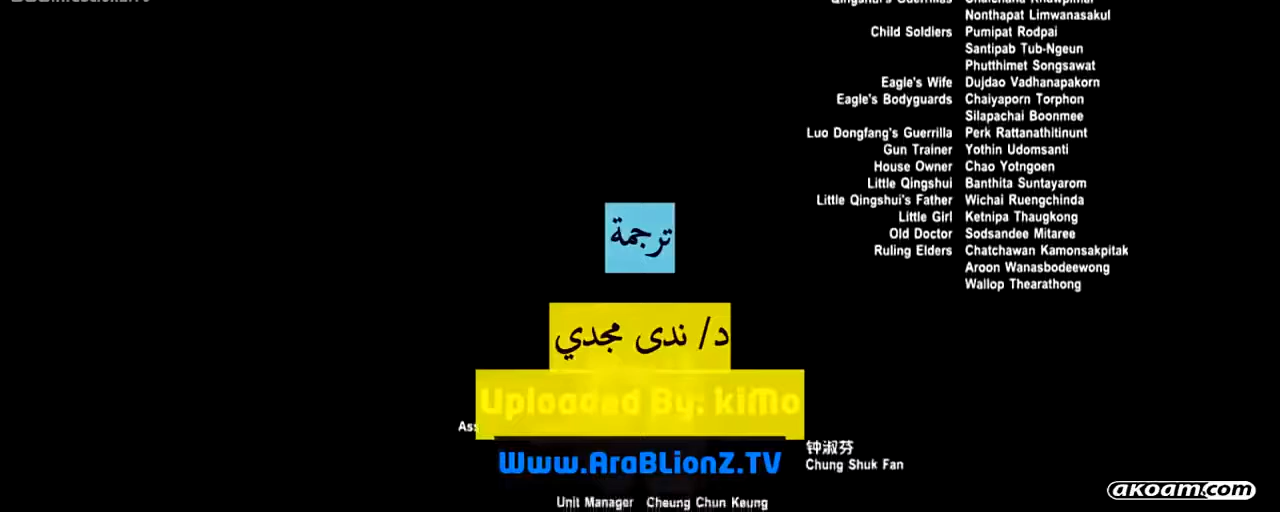 Nonthapat Limwanasakul
Child Soldiers Pumipat Rodpai
Santipab Tub-Ngeun
Phutthimet Songsawat
Eagle's Wife Dujdao Vadhanapakorn
Eagle's Bodyguards Chaiyaporn Torphon
Silapachai Boonmee
Luo Dongfang's Guerrilla Perk Rattanathitinunt
Gun Trainer Yothin Udomsanti
House Owner Chao Yotngoen
Little Qingshui Banthita Suntayarom
Little Qingshui's Father Wichai Ruengchinda
Little Girl Ketnipa Thaugkong
Old Doctor Sodsandee Mitaree
Ruling Elders Chatchawan Kamonsakpitak
Aroon Wanasbodeewong
Wallop Thearathong
ترجمة
د/ ندى مجدي
Uploaded By: kiMo
钟淑芬
Www.AraBLionZ.TV
Chung Shuk Fan
akoam.com
Unit Manager Cheung Chun Keung